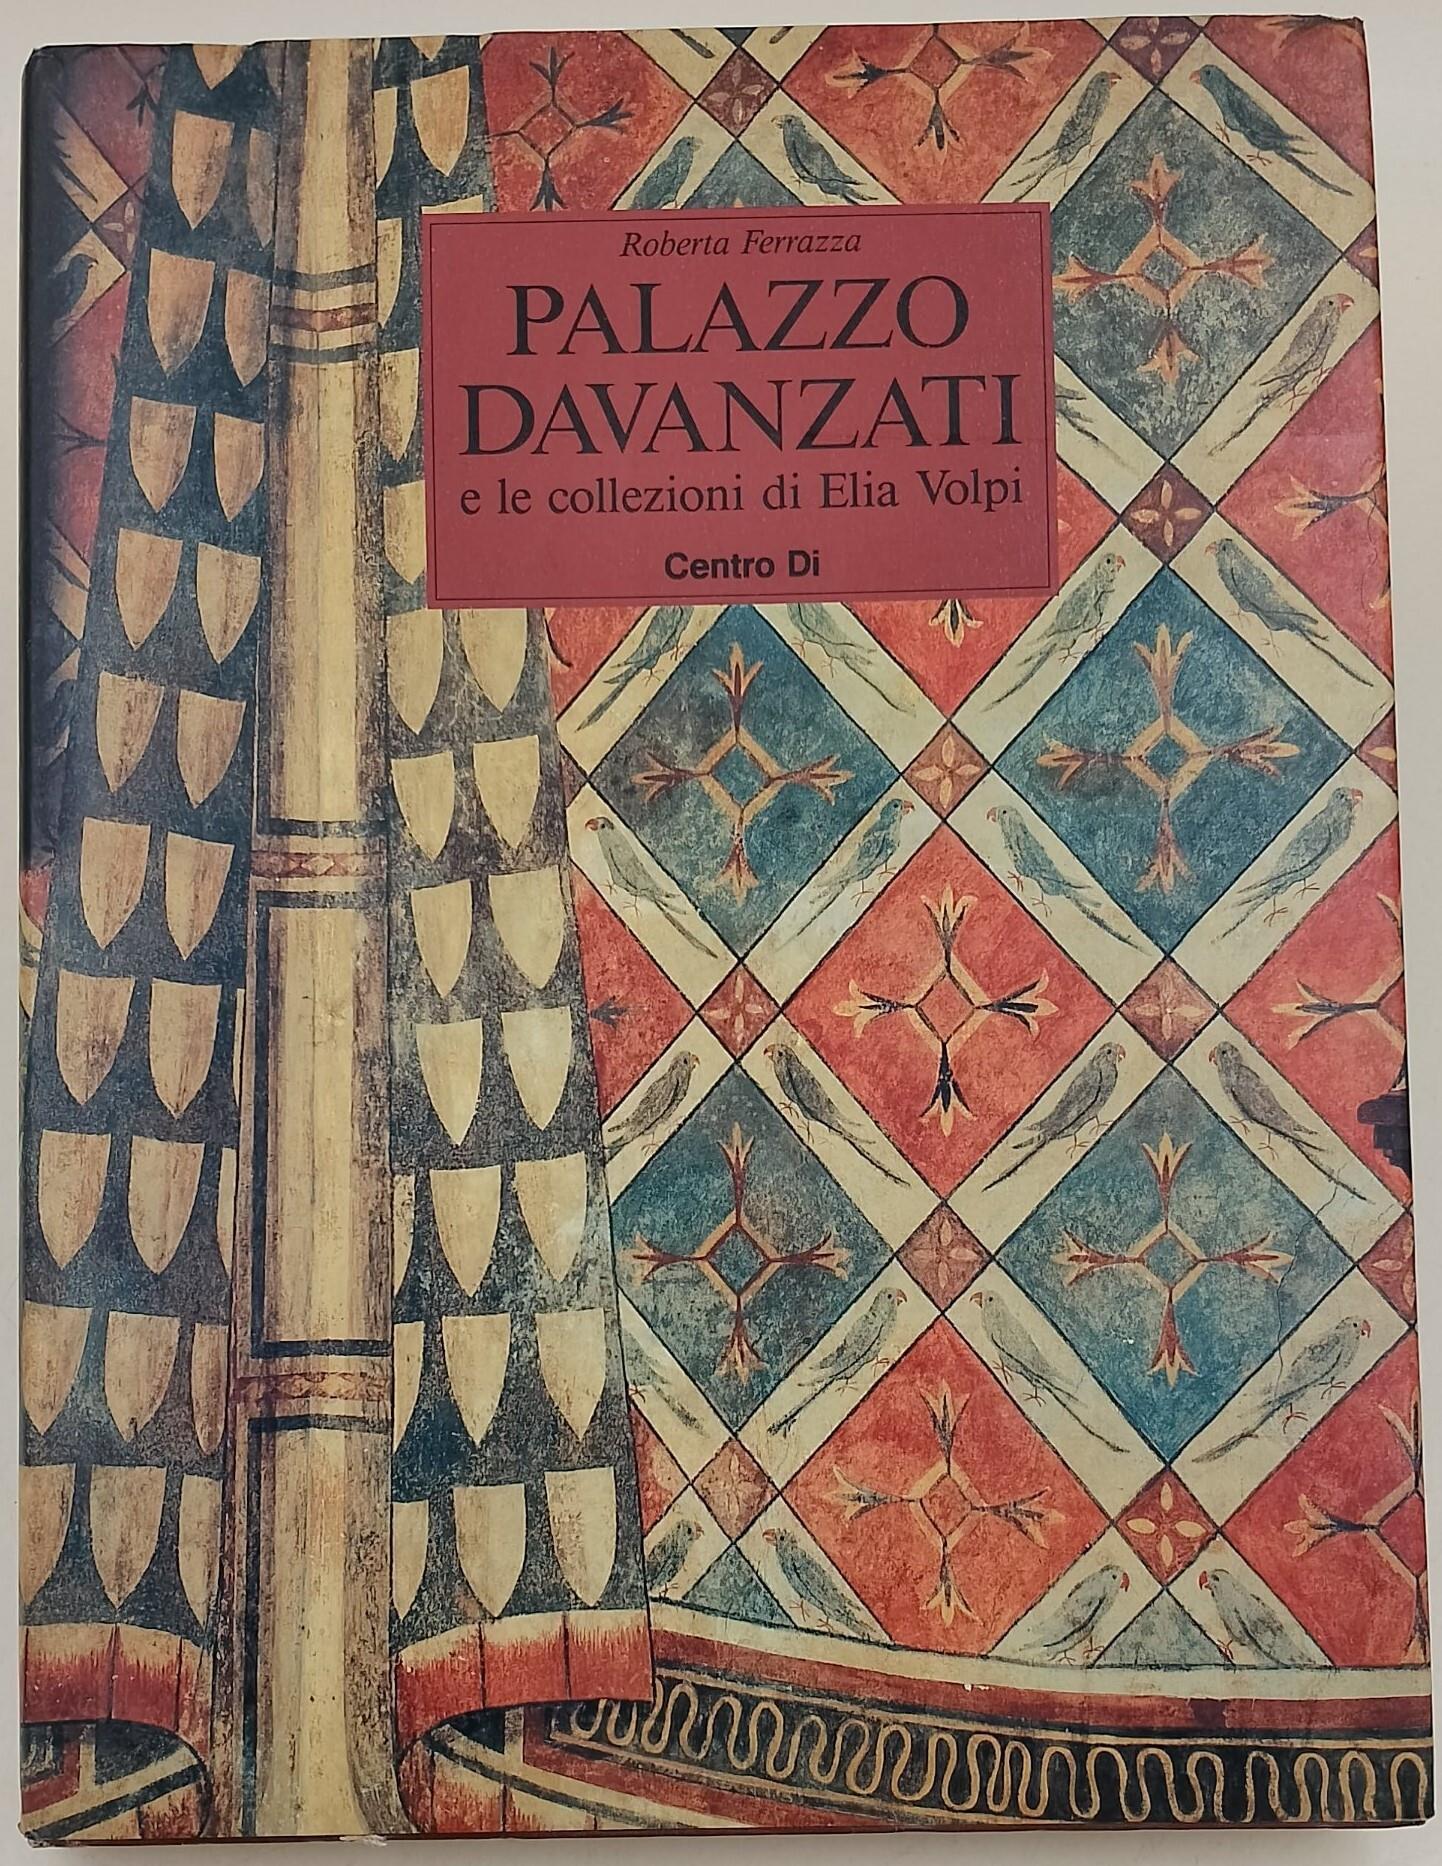 Roberta Ferrazza
PALAZZO
DAVANZATI
e le collezioni di Elia Volpi
Centro Di